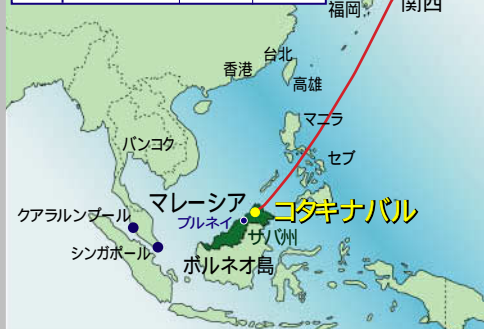 福岡
関西
台北
香港
高雄
マニラ
バンコク
セブ
マレーシア
コタキナバル
クアラルンプール
ブルネイ
サバ州
シンガポール
ボルネオ島